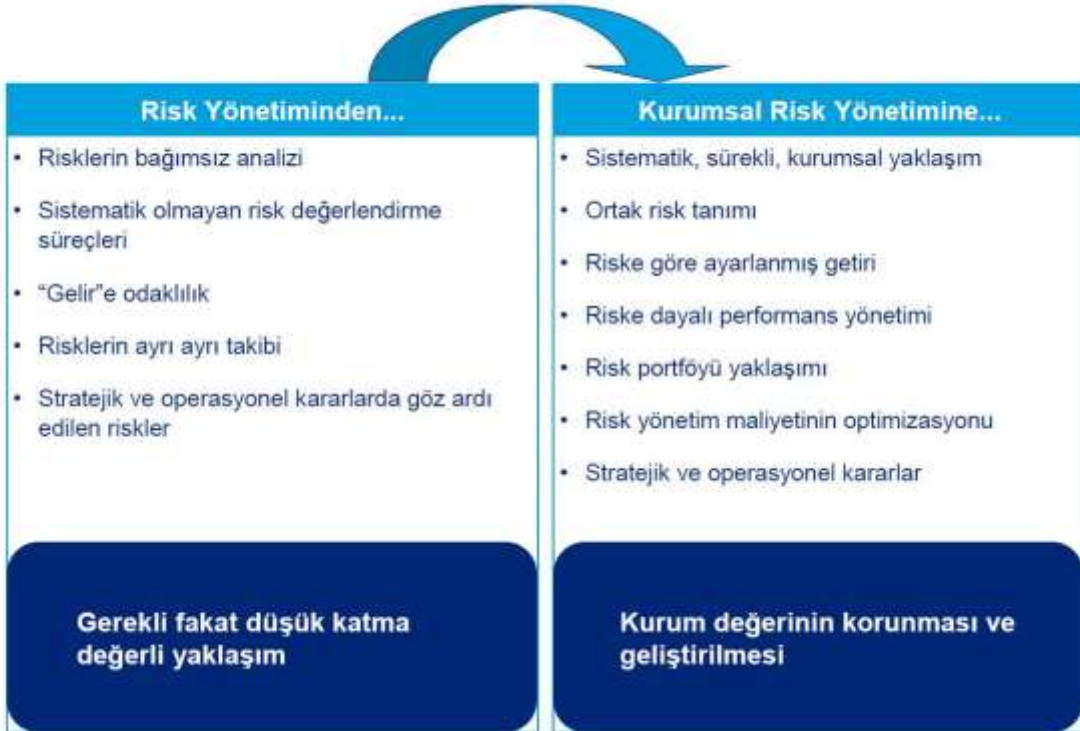 Risk Yönetiminden...
• Risklerin bağımsız analizi
• Sistematik olmayan risk değerlendirme
süreçleri
• "Gelir"e odaklılık
• Risklerin ayrı ayrı takibi
• Stratejik ve operasyonel kararlarda göz ardı
edilen riskler
Gerekli fakat düşük katma
değerli yaklaşım
Kurumsal Risk Yönetimine...
• Sistematik, sürekli, kurumsal yaklaşım
• Ortak risk tanımı
• Riske göre ayarlanmış getiri
• Riske dayalı performans yönetimi
• Risk portföyü yaklaşımı
• Risk yönetim maliyetinin optimizasyonu
• Stratejik ve operasyonel kararlar
Kurum değerinin korunması ve
geliştirilmesi